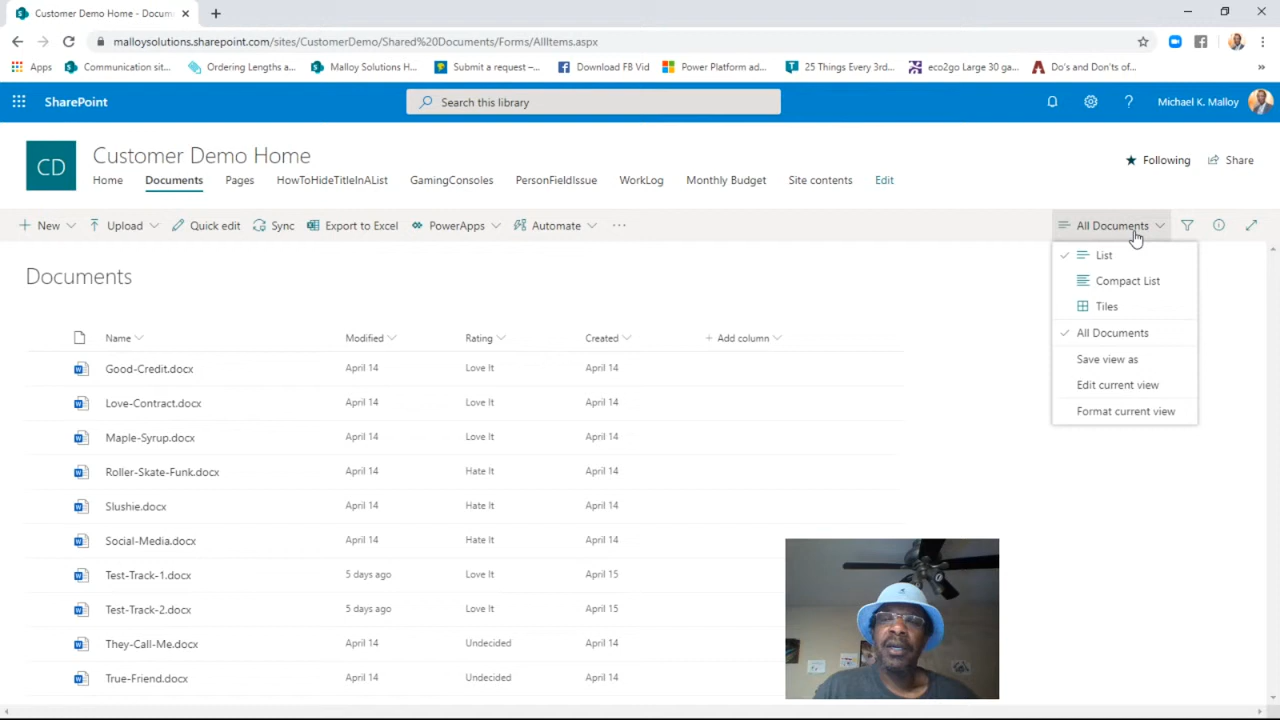 Customer Demo Home - Docum
malloysolutions.sharepoint.com/sites/CustomerDemo/Shared%20Documents/Forms/AllItems.aspx
Apps Communication sit... Ordering Lengths a... Malloy Solutions H... Submit a request –... Download FB Vid Power Platform ad... 25 Things Every 3rd... eco2go Large 30 ga... Do's and Don'ts of... »
SharePoint Search this library ? Michael K. Malloy
CD Customer Demo Home Following Share
Home Documents Pages HowToHideTitleInAList GamingConsoles PersonFieldIssue WorkLog Monthly Budget Site contents Edit
+ New Upload Quick edit Sync Export to Excel PowerApps Automate ··· All Documents
List
Compact List
Tiles
All Documents
Save view as
Edit current view
Format current view
Documents
Name Modified Rating Created + Add column
Good-Credit.docx April 14 Love It April 14
Love-Contract.docx April 14 Love It April 14
Maple-Syrup.docx April 14 Love It April 14
Roller-Skate-Funk.docx April 14 Hate It April 14
Slushie.docx April 14 Hate It April 14
Social-Media.docx April 14 Hate It April 14
Test-Track-1.docx 5 days ago Love It April 15
Test-Track-2.docx 5 days ago Love It April 15
They-Call-Me.docx April 14 Undecided April 14
True-Friend.docx April 14 Undecided April 14